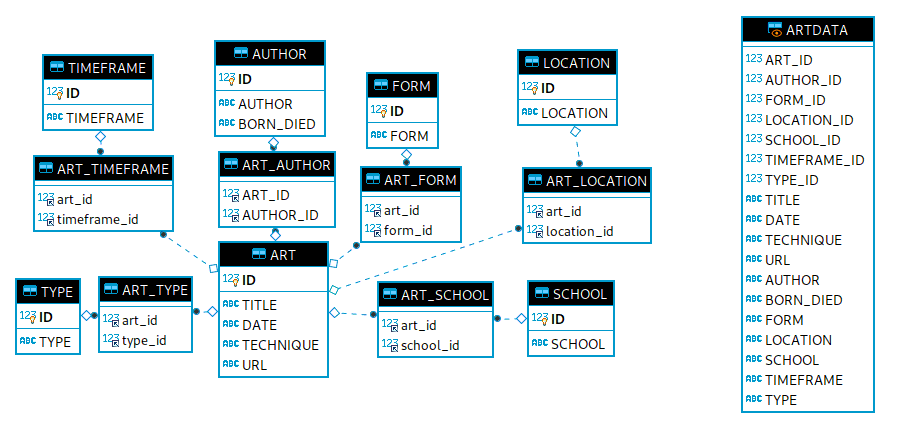 TIMEFRAME
123 ID
ABC TIMEFRAME
AUTHOR
123 ID
ABC AUTHOR
ABC BORN_DIED
FORM
123 ID
ABC FORM
LOCATION
123 ID
ABC LOCATION
ART_TIMEFRAME
123 art_id
123 timeframe_id
ART_AUTHOR
123 ART_ID
123 AUTHOR_ID
ART_FORM
123 art_id
123 form_id
ART_LOCATION
123 art_id
123 location_id
TYPE
123 ID
ABC TYPE
ART_TYPE
123 art_id
123 type_id
ART
123 ID
ABC TITLE
ABC DATE
ABC TECHNIQUE
ABC URL
ART_SCHOOL
123 art_id
123 school_id
SCHOOL
123 ID
ABC SCHOOL
ARTDATA
123 ART_ID
123 AUTHOR_ID
123 FORM_ID
123 LOCATION_ID
123 SCHOOL_ID
123 TIMEFRAME_ID
123 TYPE_ID
ABC TITLE
ABC DATE
ABC TECHNIQUE
ABC URL
ABC AUTHOR
ABC BORN_DIED
ABC FORM
ABC LOCATION
ABC SCHOOL
ABC TIMEFRAME
ABC TYPE